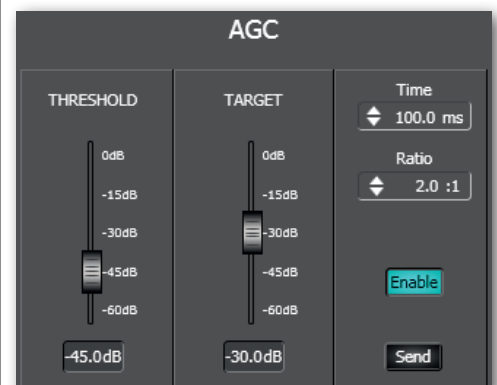 AGC
THRESHOLD
0dB
-15dB
-30dB
-45dB
-60dB
-45.0dB
TARGET
0dB
-15dB
-30dB
-45dB
-60dB
-30.0dB
Time
100.0 ms
Ratio
2.0 :1
Enable
Send